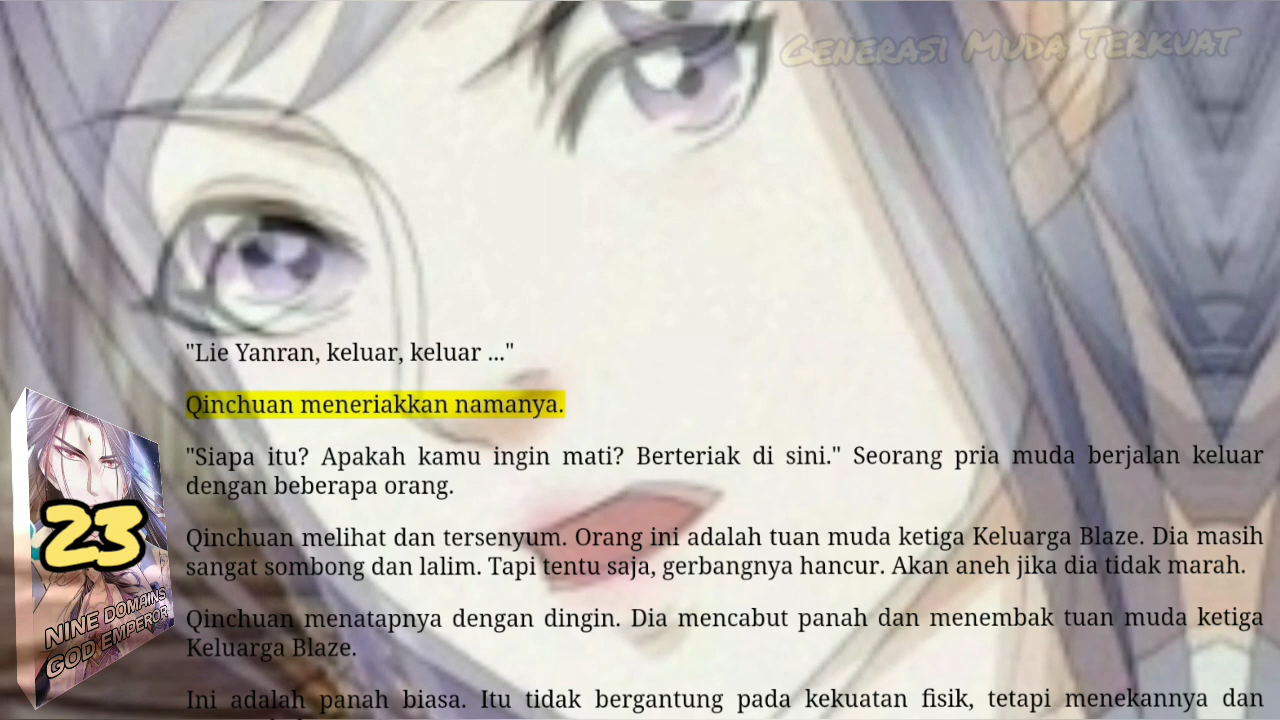 Generasi Muda Terkuat
"Lie Yanran, keluar, keluar ..."
Qinchuan meneriakkan namanya.
"Siapa itu? Apakah kamu ingin mati? Berteriak di sini." Seorang pria muda berjalan keluar
dengan beberapa orang.
Qinchuan melihat dan tersenyum. Orang ini adalah tuan muda ketiga Keluarga Blaze. Dia masih
sangat sombong dan lalim. Tapi tentu saja, gerbangnya hancur. Akan aneh jika dia tidak marah.
Qinchuan menatapnya dengan dingin. Dia mencabut panah dan menembak tuan muda ketiga
Keluarga Blaze.
Ini adalah panah biasa. Itu tidak bergantung pada kekuatan fisik, tetapi menekannya dan
23
NINE DOMAINS
GOD EMPEROR